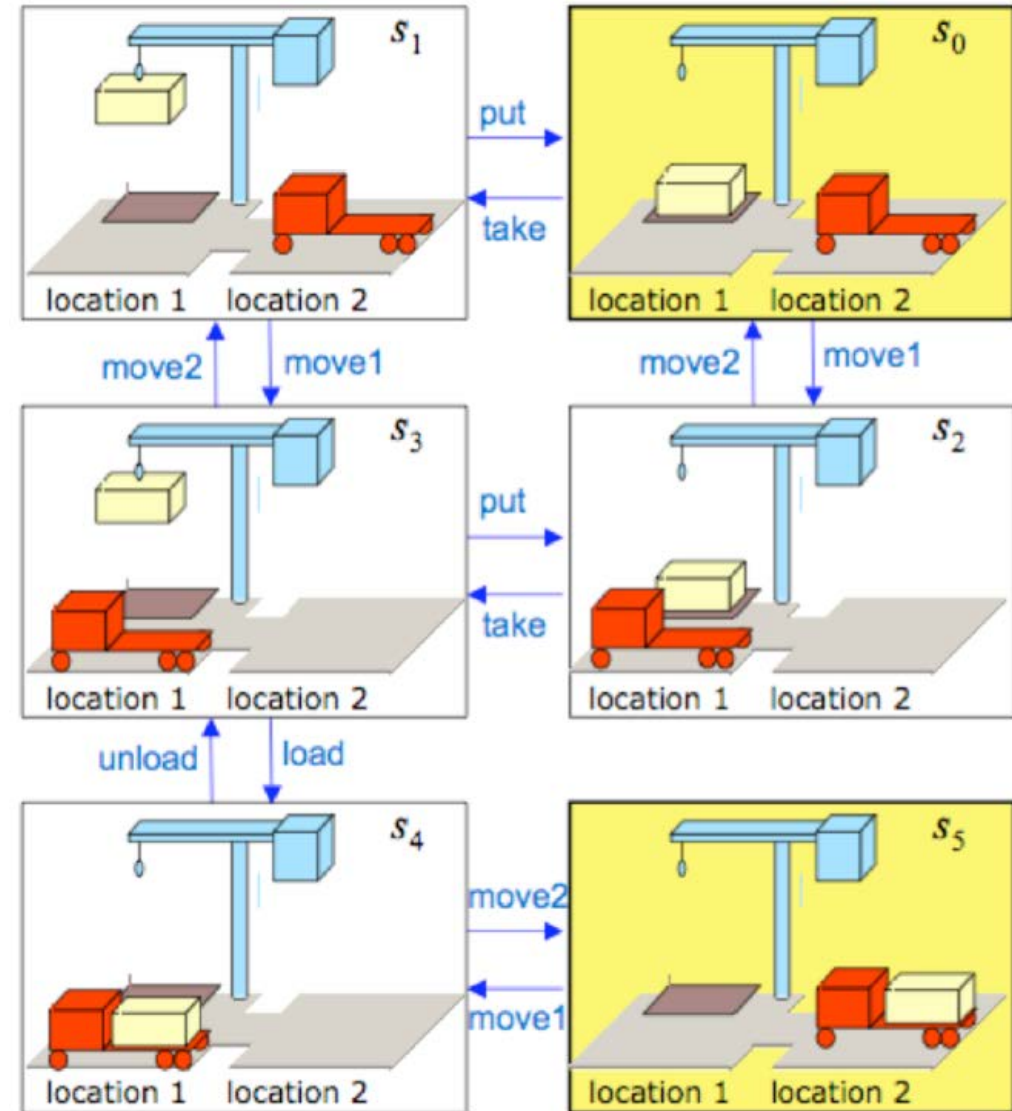 s1
s0
put
take
location 1 location 2
location 1 location 2
move2 move1
move2 move1
s3
s2
put
take
location 1 location 2
location 1 location 2
unload load
s4
s5
move2
move1
location 1 location 2
location 1 location 2